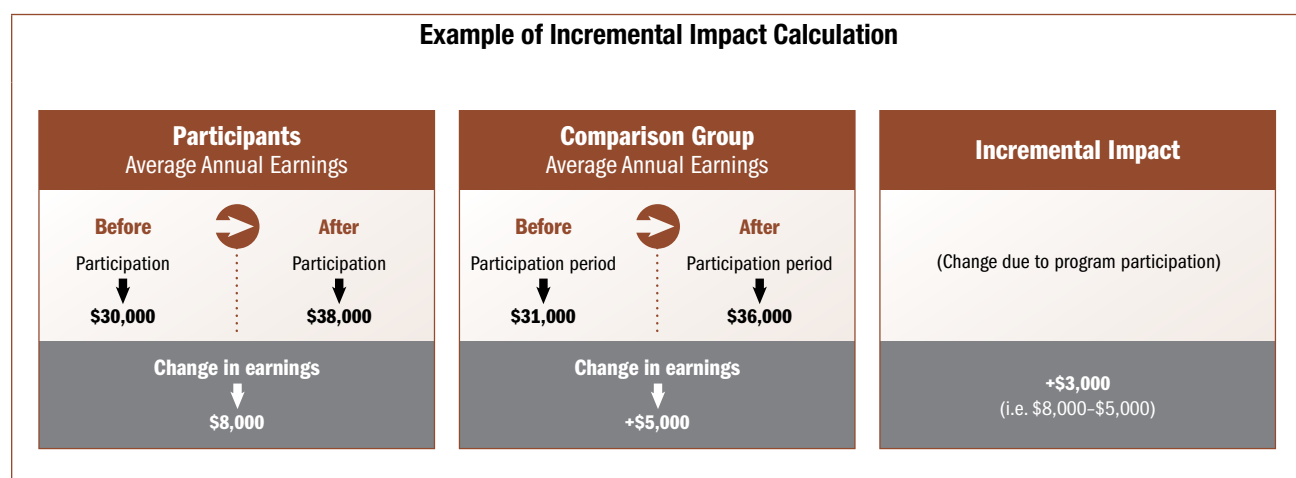 Example of Incremental Impact Calculation
Participants
Average Annual Earnings
Before
After
Participation
Participation
$30,000
$38,000
Change in earnings
$8,000
Comparison Group
Average Annual Earnings
Before
After
Participation period
Participation period
$31,000
$36,000
Change in earnings
+$5,000
Incremental Impact
(Change due to program participation)
+$3,000
(i.e. $8,000–$5,000)